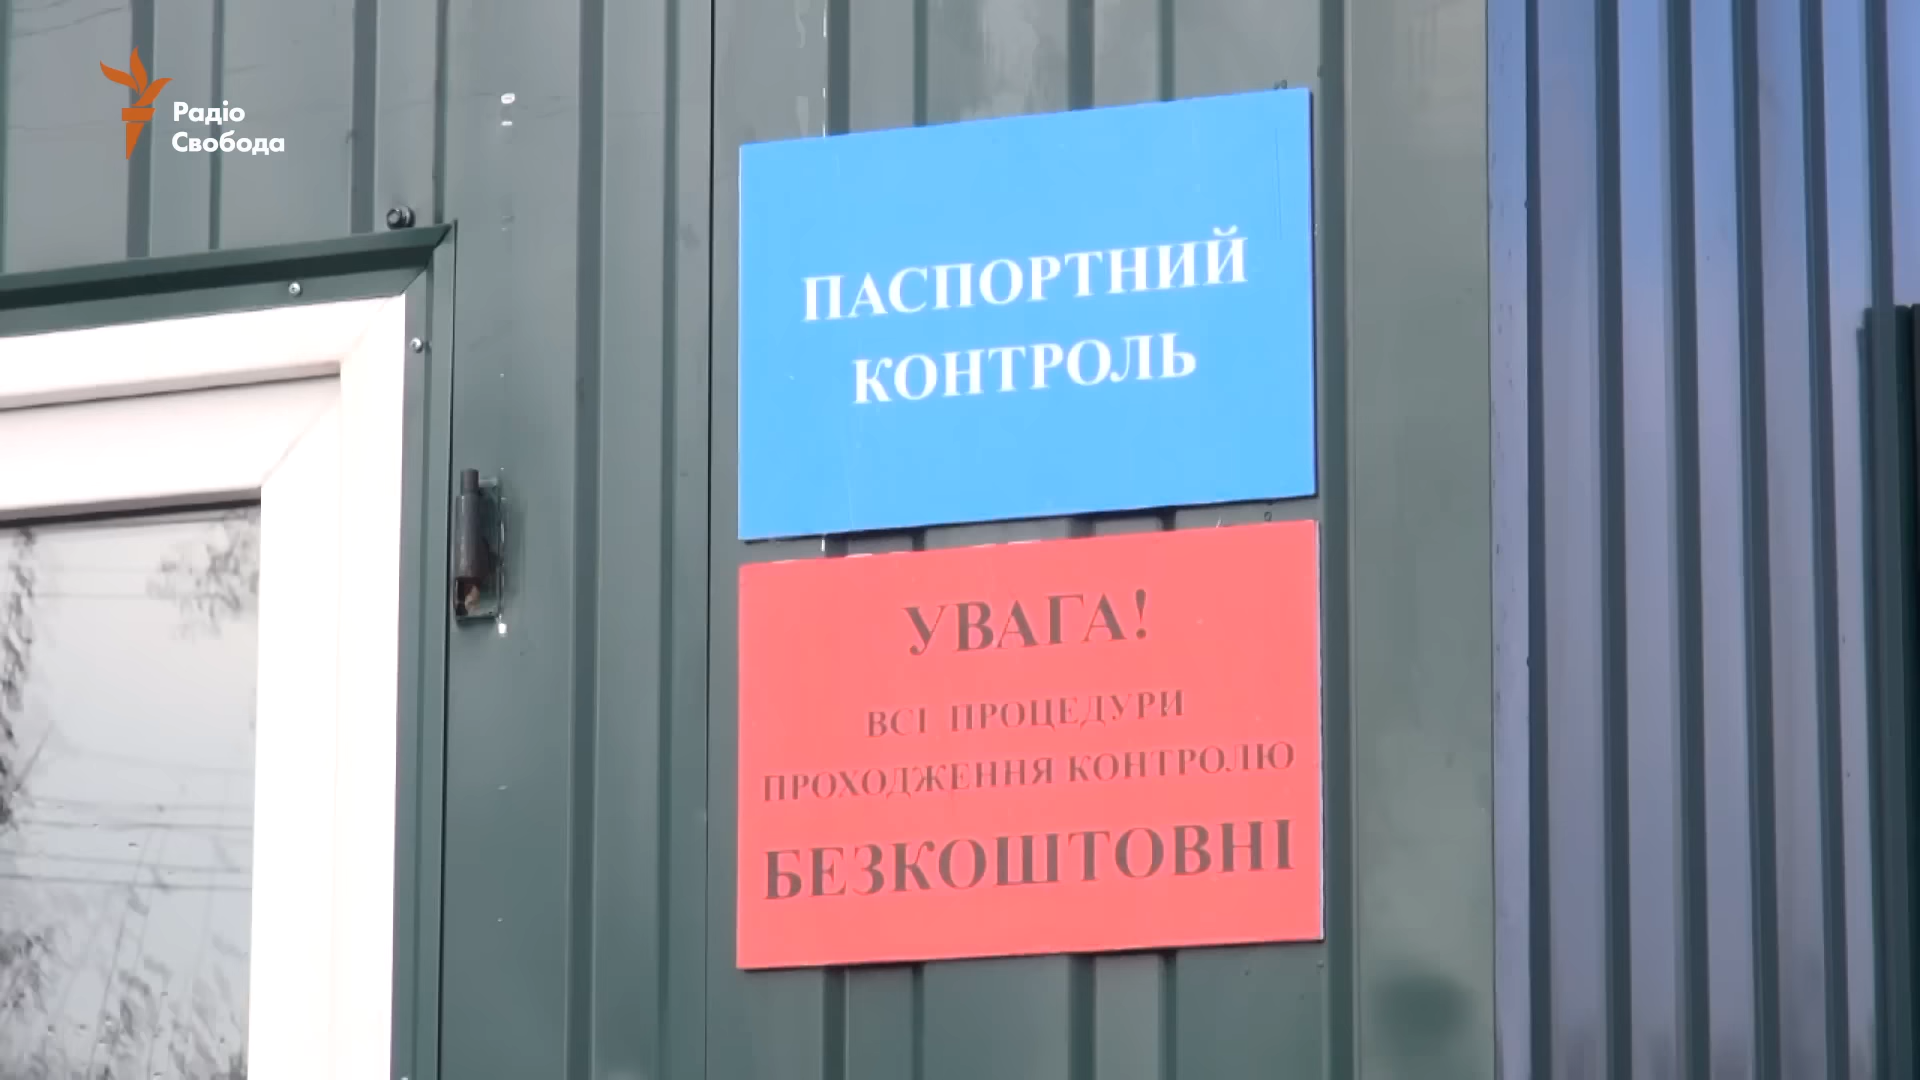 Радіо
Свобода
ПАСПОРТНИЙ
КОНТРОЛЬ
УВАГА!
ВСІ ПРОЦЕДУРИ
ПРОХОДЖЕННЯ КОНТРОЛЮ
БЕЗКОШТОВНІ